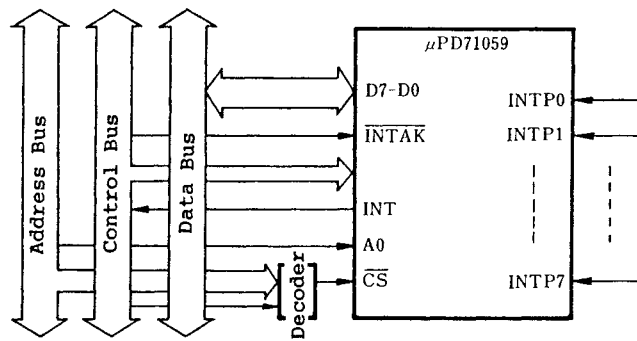 Address Bus
Control Bus
Data Bus
Decoder
μPD71059
D7-D0
INTAK
INT
A0
CS
INTP0
INTP1
INTP7